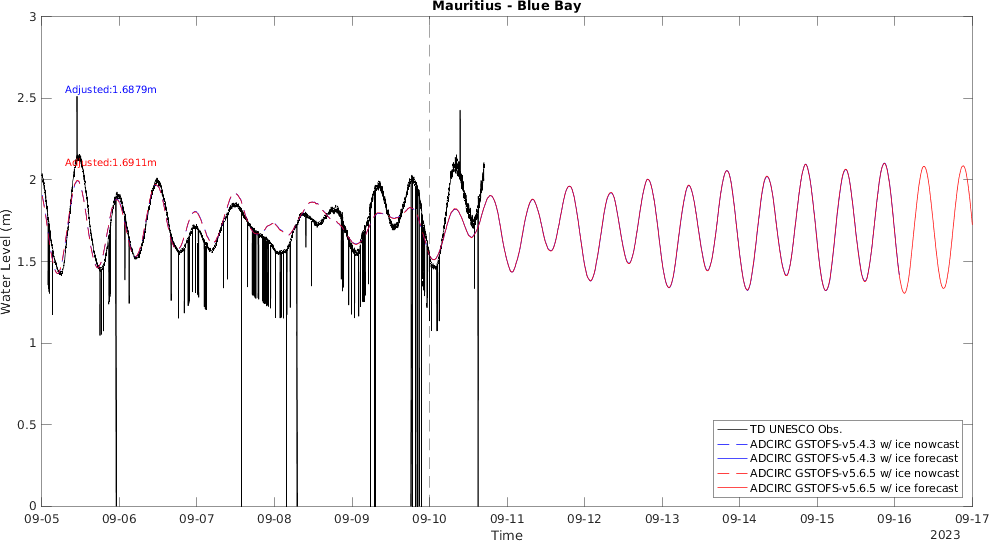 Mauritius - Blue Bay
3
2.5
2
1.5
1
0.5
0
Water Level (m)
Adjusted:1.6879m
Adjusted:1.6911m
TD UNESCO Obs.
ADCIRC GSTOFS-v5.4.3 w/ ice nowcast
ADCIRC GSTOFS-v5.4.3 w/ ice forecast
ADCIRC GSTOFS-v5.6.5 w/ ice nowcast
ADCIRC GSTOFS-v5.6.5 w/ ice forecast
09-05 09-06 09-07 09-08 09-09 09-10 09-11 09-12 09-13 09-14 09-15 09-16 09-17
Time
2023